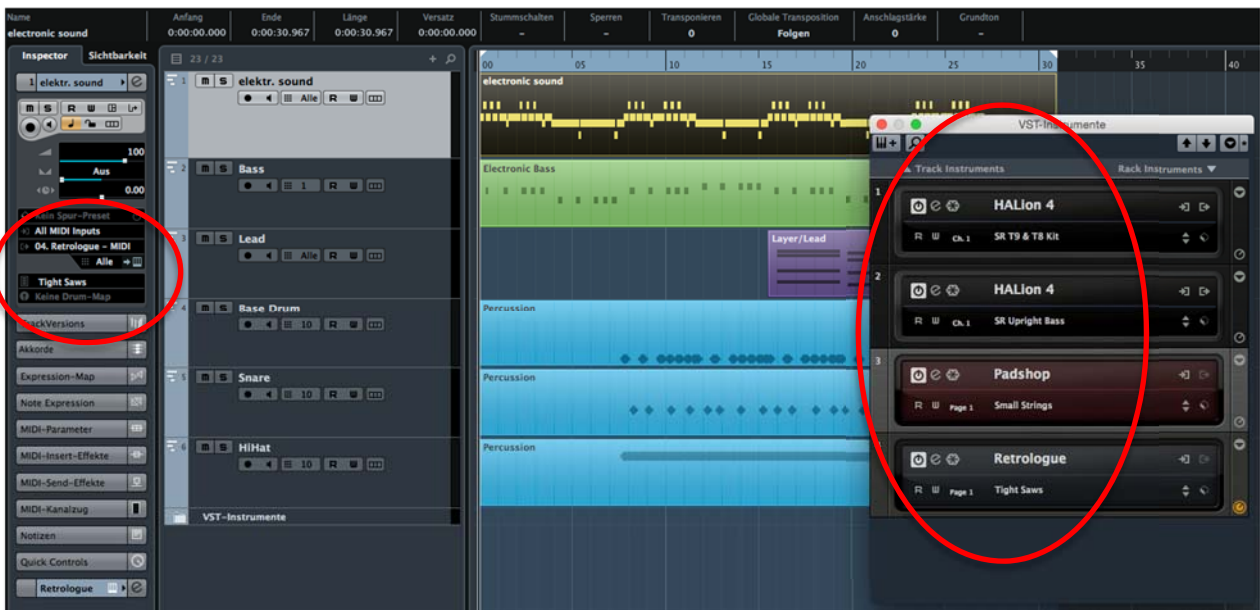 Name Anfang Ende Länge Versatz Stummschalten Sperren Transponieren Globale Transposition Anschlagstärke Grundton
electronic sound 0:00:00.000 0:00:30.967 0:00:30.967 0:00:00.000 – – 0 Folgen 0 –
Inspector Sichtbarkeit
23 / 23
00 05 10 15 20 25 30 35 40
1 elektr. sound
m S R W
100
Aus
0.00
Kein Spur-Preset
All MIDI Inputs
04. Retrologue – MIDI
Alle
Tight Saws
Keine Drum-Map
TrackVersions
Akkorde
Expression-Map
Note Expression
MIDI-Parameter
MIDI-Insert-Effekte
MIDI-Send-Effekte
MIDI-Kanalzug
Notizen
Quick Controls
Retrologue
1 m S elektr. sound
Alle R W
2 m S Bass
1 R W
3 m S Lead
Alle R W
4 m S Base Drum
10 R W
5 m S Snare
10 R W
6 m S HiHat
10 R W
VST-Instrumente
electronic sound
Electronic Bass
Layer/Lead
Percussion
Percussion
Percussion
VST-Instrumente
Track Instruments Rack Instruments
1 HALion 4
R W Ch. 1 SR T9 & T8 Kit
2 HALion 4
R W Ch. 1 SR Upright Bass
3 Padshop
R W Page 1 Small Strings
Retrologue
R W Page 1 Tight Saws